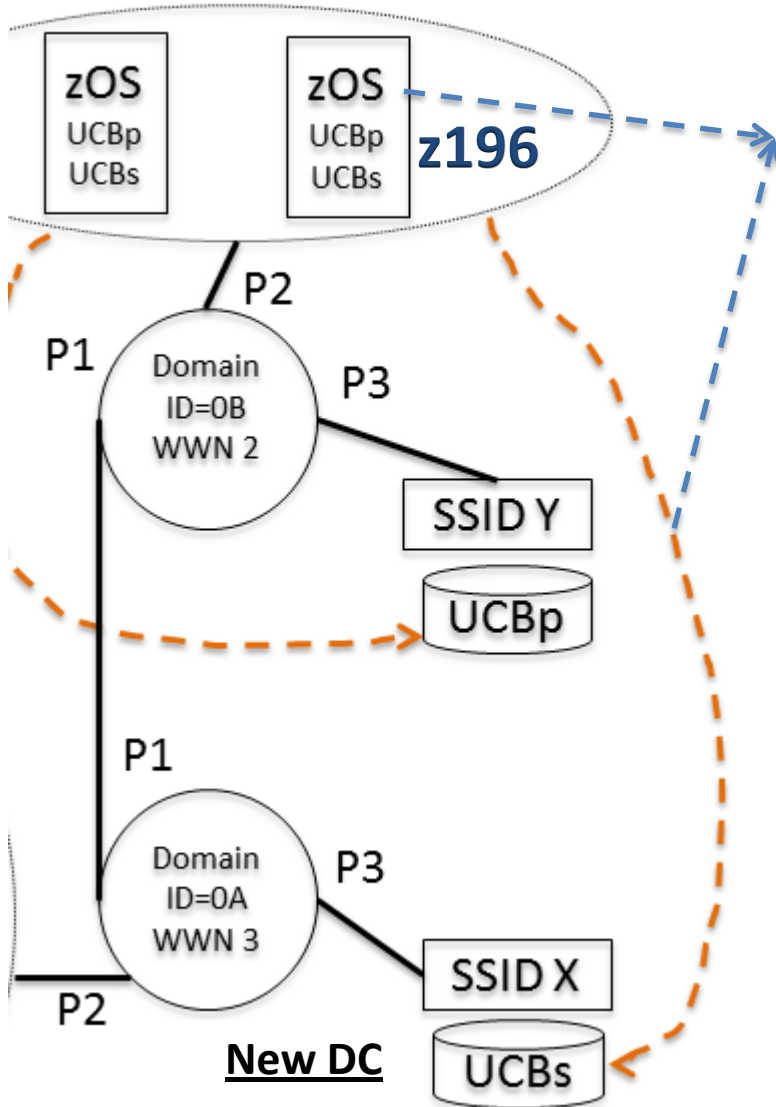 zOS
UCBp
UCBs
zOS
UCBp
UCBs
z196
P2
P1
Domain
ID=0B
WWN 2
P3
SSID Y
UCBp
P1
Domain
ID=0A
WWN 3
P3
SSID X
P2
New DC
UCBs